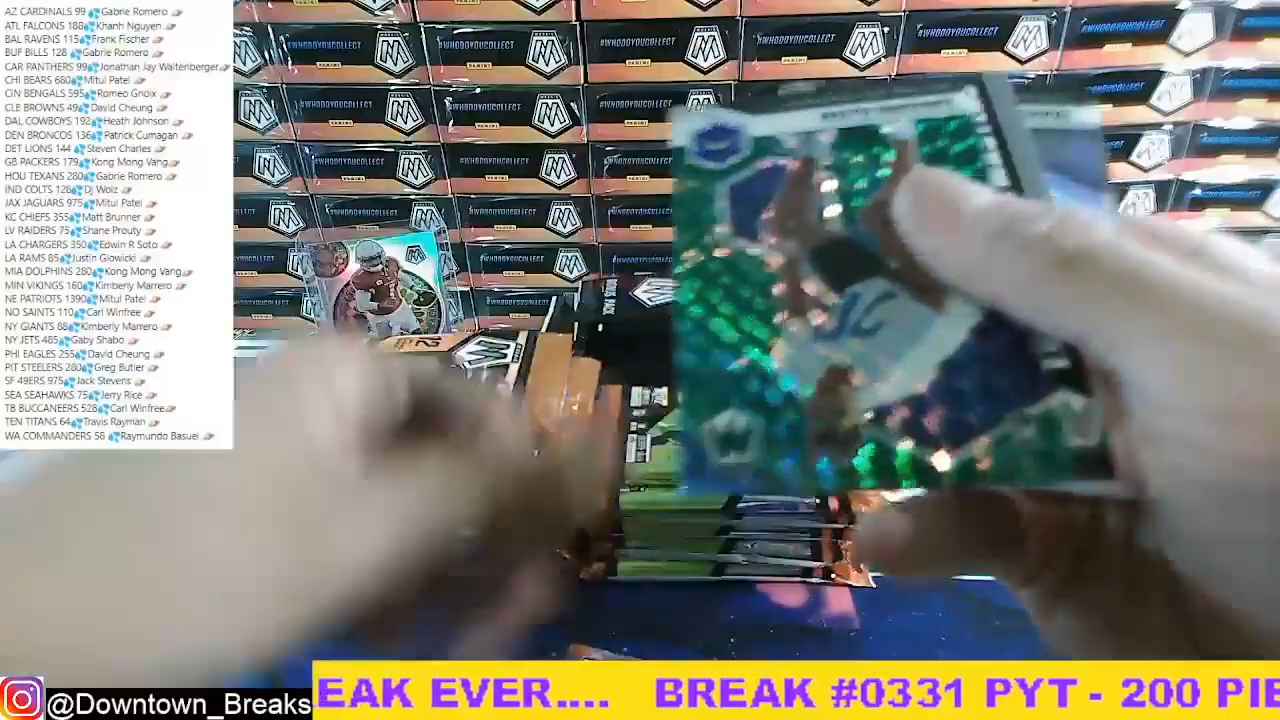 AZ CARDINALS 99 Gabrie Romero
ATL FALCONS 188 Khanh Nguyen
BAL RAVENS 115 Frank Fischer
BUF BILLS 128 Gabrie Romero
CAR PANTHERS 99 Jonathan Jay Waltenberger
CHI BEARS 680 Mitul Patel
CIN BENGALS 595 Romeo Gnoix
CLE BROWNS 49 David Cheung
DAL COWBOYS 192 Heath Johnson
DEN BRONCOS 136 Patrick Cumagan
DET LIONS 144 Steven Charles
GB PACKERS 179 Kong Mong Vang
HOU TEXANS 280 Gabrie Romero
IND COLTS 128 DJ Wolz
JAX JAGUARS 975 Mitul Patel
KC CHIEFS 355 Matt Brunner
LV RAIDERS 75 Shane Prouty
LA CHARGERS 350 Edwin R Soto
LA RAMS 65 Justin Glowicki
MIA DOLPHINS 280 Kong Mong Vang
MIN VIKINGS 160 Kimberly Marrero
NE PATRIOTS 1390 Mitul Patel
NO SAINTS 110 Carl Winfree
NY GIANTS 88 Kimberly Marrero
NY JETS 485 Gaby Shabo
PHI EAGLES 255 David Cheung
PIT STEELERS 280 Greg Butler
SF 49ERS 975 Jack Stevens
SEA SEAHAWKS 75 Jerry Rice
TB BUCCANEERS 528 Carl Winfree
TEN TITANS 64 Travis Rayman
WA COMMANDERS 58 Raymundo Basuel
#WHODOYOUCOLLECT
PANINI
@Downtown_Breaks
EAK EVER.... BREAK #0331 PYT - 200 PIE